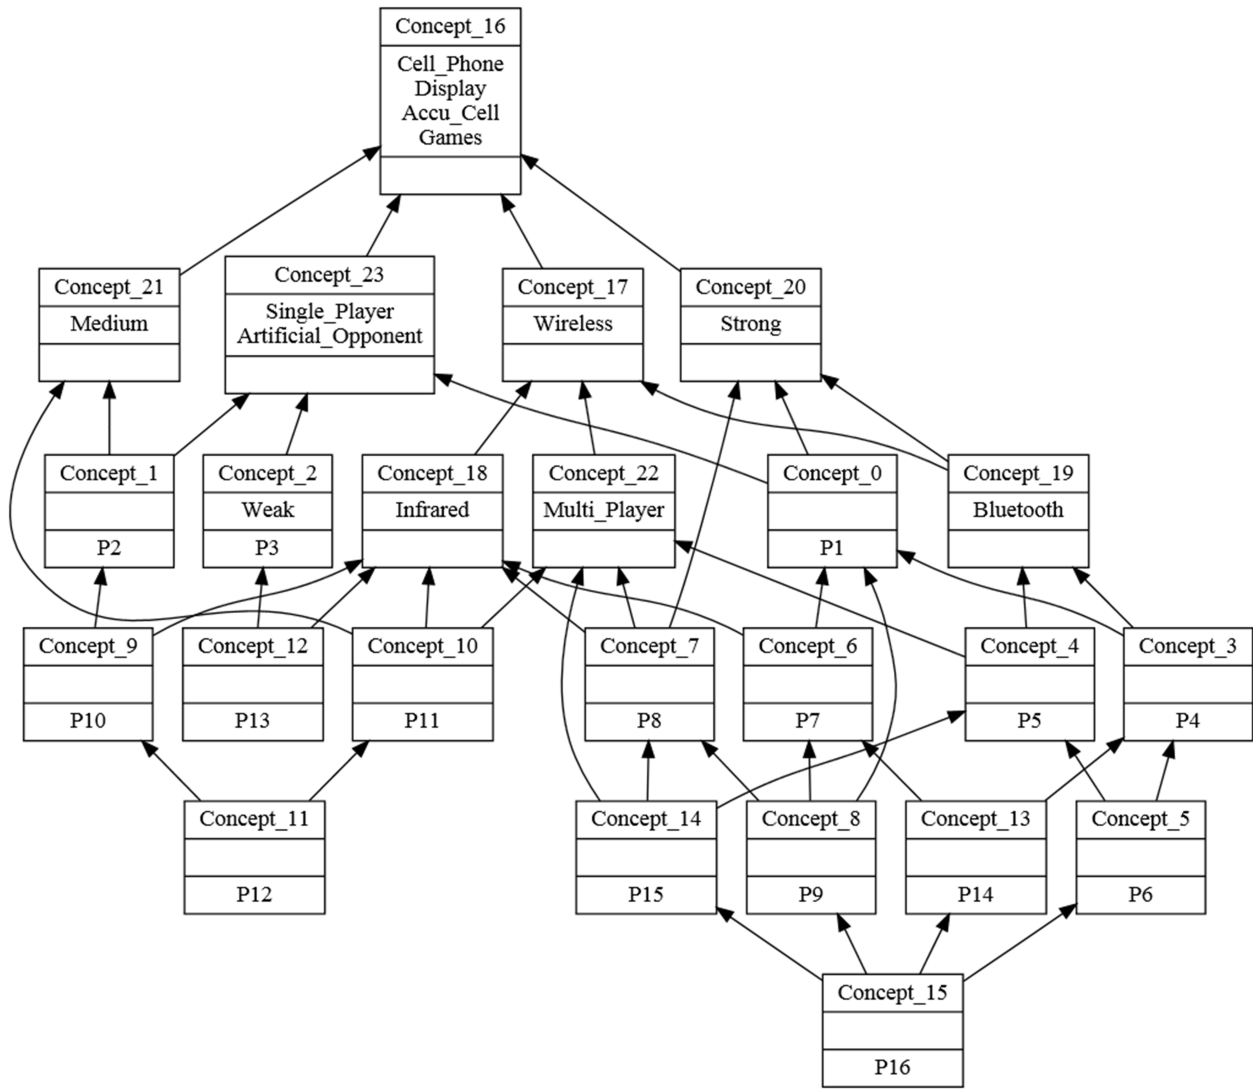 Concept_16
Cell_Phone
Display
Accu_Cell
Games
Concept_21
Medium
Concept_23
Single_Player
Artificial_Opponent
Concept_17
Wireless
Concept_20
Strong
Concept_1
P2
Concept_2
Weak
P3
Concept_18
Infrared
Concept_22
Multi_Player
Concept_0
P1
Concept_19
Bluetooth
Concept_9
P10
Concept_12
P13
Concept_10
P11
Concept_7
P8
Concept_6
P7
Concept_4
P5
Concept_3
P4
Concept_11
P12
Concept_14
P15
Concept_8
P9
Concept_13
P14
Concept_5
P6
Concept_15
P16